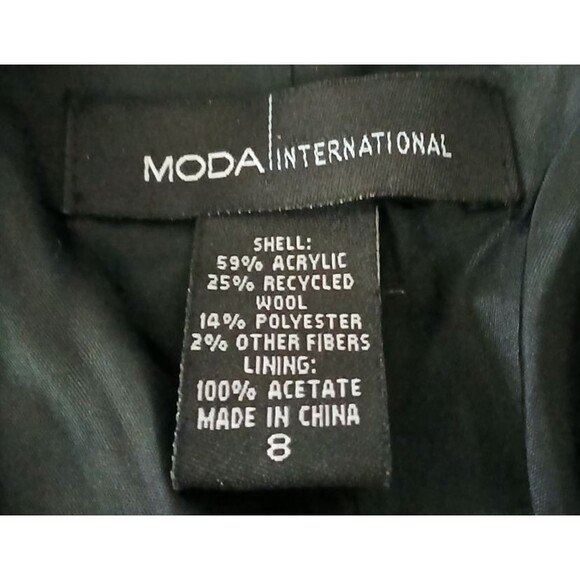 MODA INTERNATIONAL
SHELL:
59% ACRYLIC
25% RECYCLED
WOOL
14% POLYESTER
2% OTHER FIBERS
LINING:
100% ACETATE
MADE IN CHINA
8